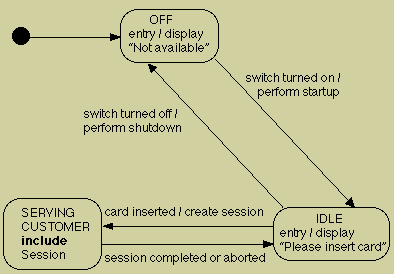 OFF
entry / display
"Not available"
switch turned on /
perform startup
switch turned off /
perform shutdown
SERVING
CUSTOMER
include
Session
card inserted / create session
session completed or aborted
IDLE
entry / display
"Please insert card"